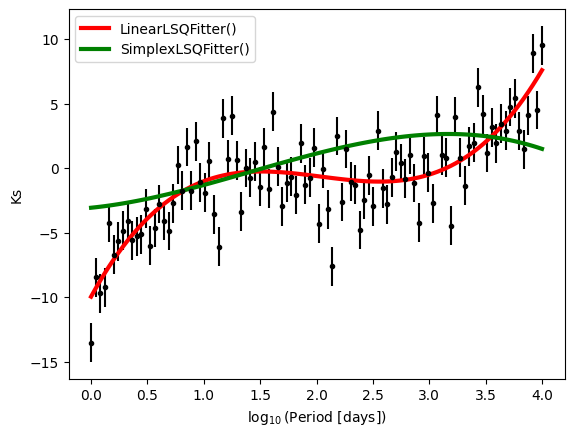 LinearLSQFitter()
SimplexLSQFitter()
10
5
0
−5
−10
−15
Ks
0.0 0.5 1.0 1.5 2.0 2.5 3.0 3.5 4.0
log₁₀(Period [days])